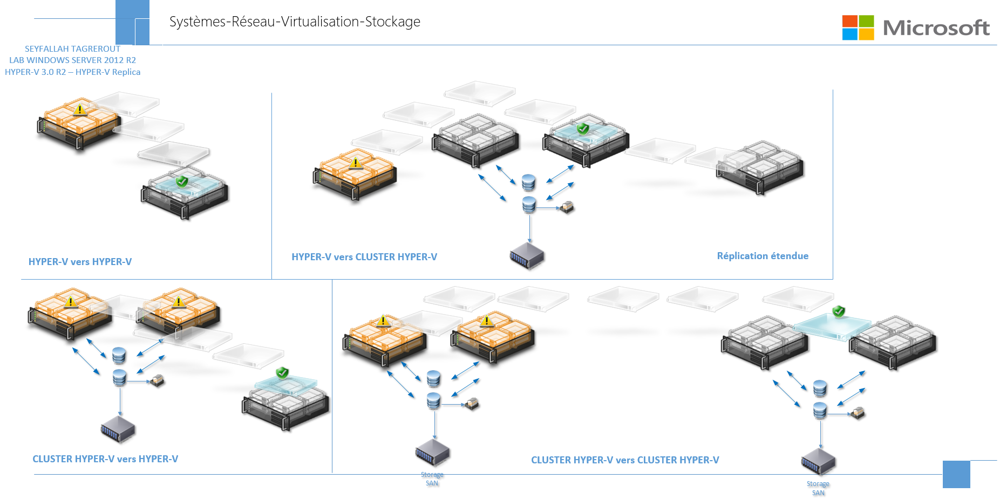 Systèmes-Réseau-Virtualisation-Stockage
Microsoft
SEYFALLAH TAGREROUT
LAB WINDOWS SERVER 2012 R2
HYPER-V 3.0 R2 – HYPER-V Replica
HYPER-V vers HYPER-V
HYPER-V vers CLUSTER HYPER-V
Réplication étendue
CLUSTER HYPER-V vers HYPER-V
CLUSTER HYPER-V vers CLUSTER HYPER-V
Storage
SAN
Storage
SAN